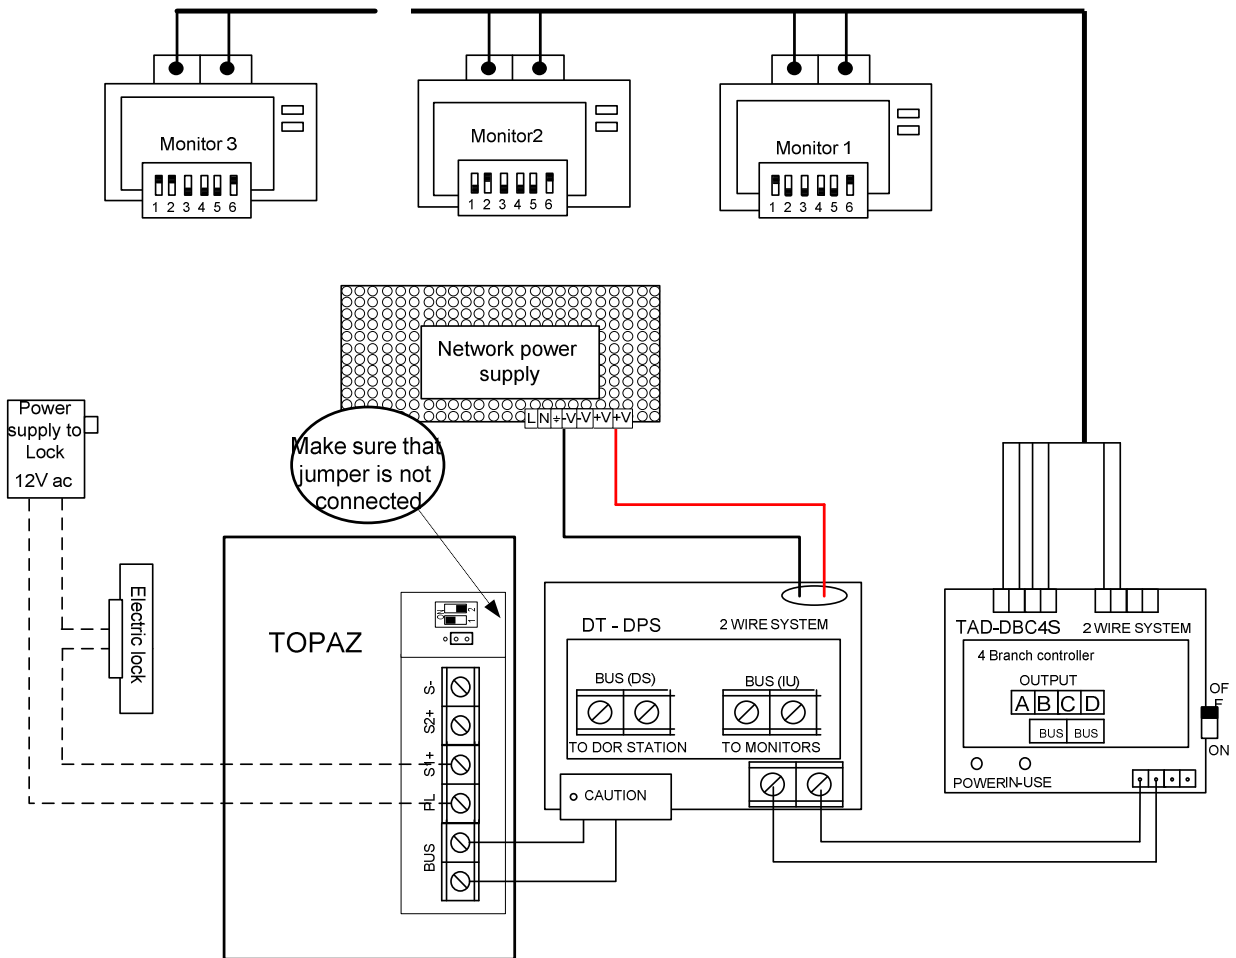 Monitor 3
1 2 3 4 5 6
Monitor2
1 2 3 4 5 6
Monitor 1
1 2 3 4 5 6
Network power
supply
L N ÷ -V -V +V +V
Power
supply to
Lock
12V ac
Make sure that
jumper is not
connected
Electric lock
TOPAZ
ON
1 2
S-
S2+
S1+
PL
BUS
DT - DPS
2 WIRE SYSTEM
BUS (DS)
BUS (IU)
TO DOR STATION
TO MONITORS
CAUTION
TAD-DBC4S
2 WIRE SYSTEM
4 Branch controller
OUTPUT
A B C D
BUS BUS
POWER
IN-USE
OF
F
ON